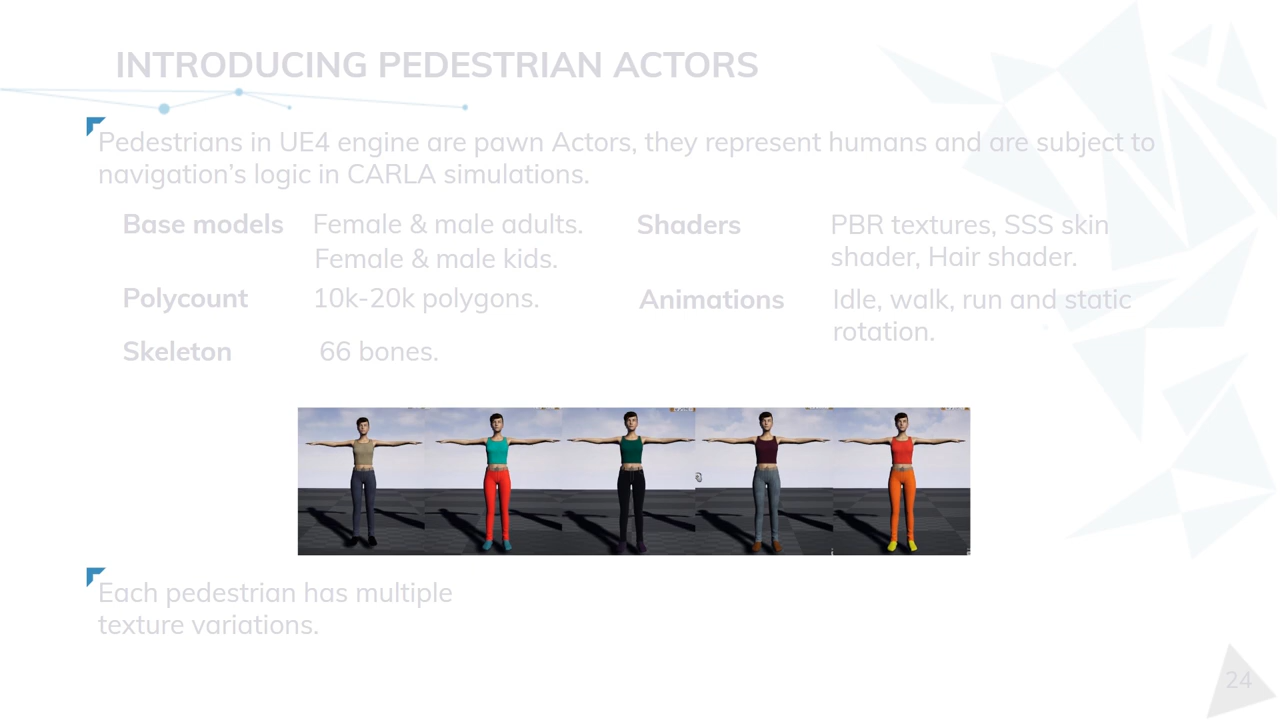 INTRODUCING PEDESTRIAN ACTORS
Pedestrians in UE4 engine are pawn Actors, they represent humans and are subject to
navigation’s logic in CARLA simulations.
Base models
Female & male adults.
Female & male kids.
Polycount
10k-20k polygons.
Skeleton
66 bones.
Shaders
PBR textures, SSS skin
shader, Hair shader.
Animations
Idle, walk, run and static
rotation.
Each pedestrian has multiple
texture variations.
24